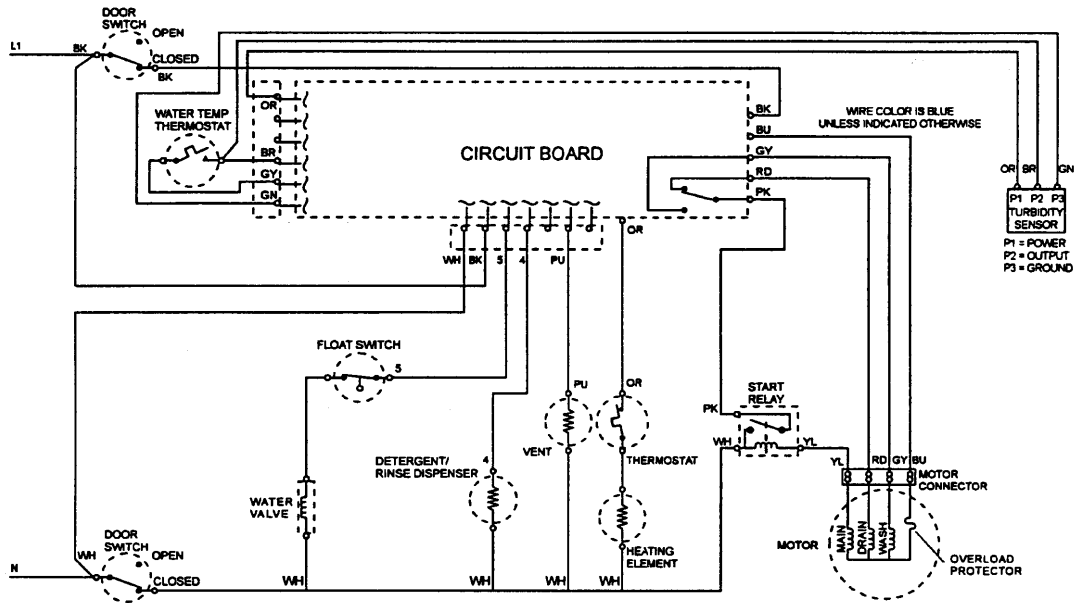 DOOR
SWITCH
OPEN
L1
BK
CLOSED
BK
WATER TEMP
THERMOSTAT
OR
BR
GY
GN
CIRCUIT BOARD
BK
BU
GY
RD
PK
WIRE COLOR IS BLUE
UNLESS INDICATED OTHERWISE
OR BR GN
P1 P2 P3
TURBIDITY
SENSOR
P1 = POWER
P2 = OUTPUT
P3 = GROUND
WH BK 5 4 PU
OR
FLOAT SWITCH
5
PU
OR
START
RELAY
PK
WH
YL
VENT
THERMOSTAT
DETERGENT/
RINSE DISPENSER
4
YL RD GY BU
MOTOR
CONNECTOR
WATER
VALVE
HEATING
ELEMENT
MOTOR
MAIN
DRAIN
WASH
OVERLOAD
PROTECTOR
DOOR
SWITCH
OPEN
WH
N
CLOSED
WH WH WH WH